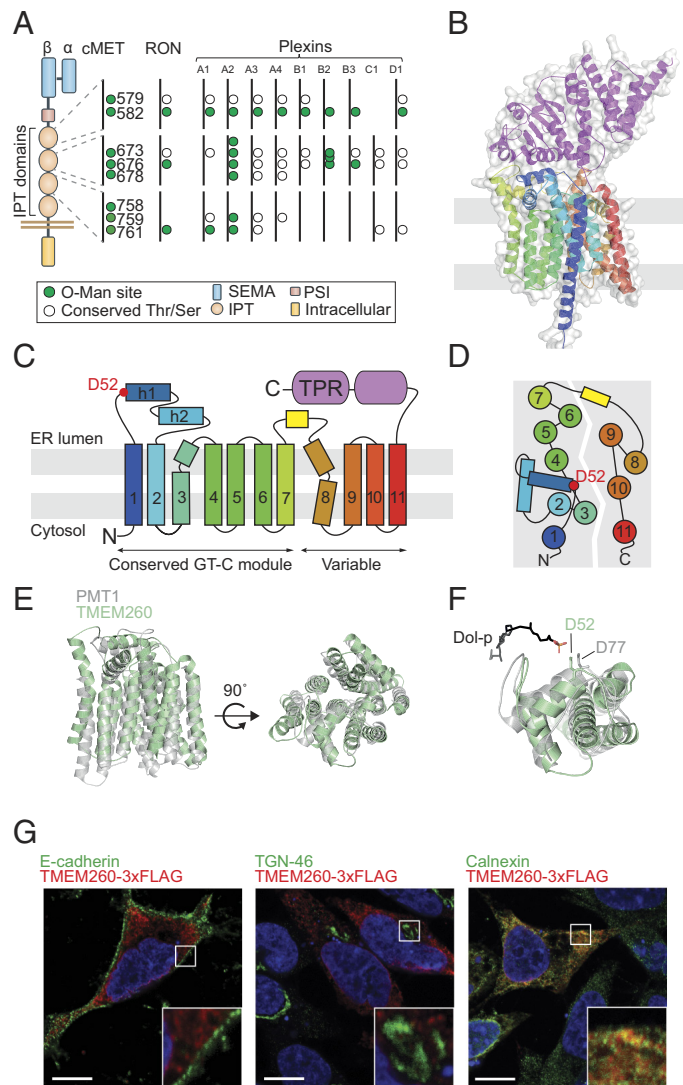 A
β α cMET RON Plexins
A1 A2 A3 A4 B1 B2 B3 C1 D1
579
582
673
676
678
758
759
761
IPT domains
O-Man site SEMA PSI
Conserved Thr/Ser IPT Intracellular
B
C
D52
h1
h2
C
TPR
ER lumen
1 2 3 4 5 6 7 8 9 10 11
Cytosol
N
Conserved GT-C module Variable
D
7
6
5
4
9
8
D52
10
2
3
1
11
N
C
E
PMT1
TMEM260
90°
F
D52
Dol-p
D77
G
E-cadherin
TMEM260-3xFLAG
TGN-46
TMEM260-3xFLAG
Calnexin
TMEM260-3xFLAG